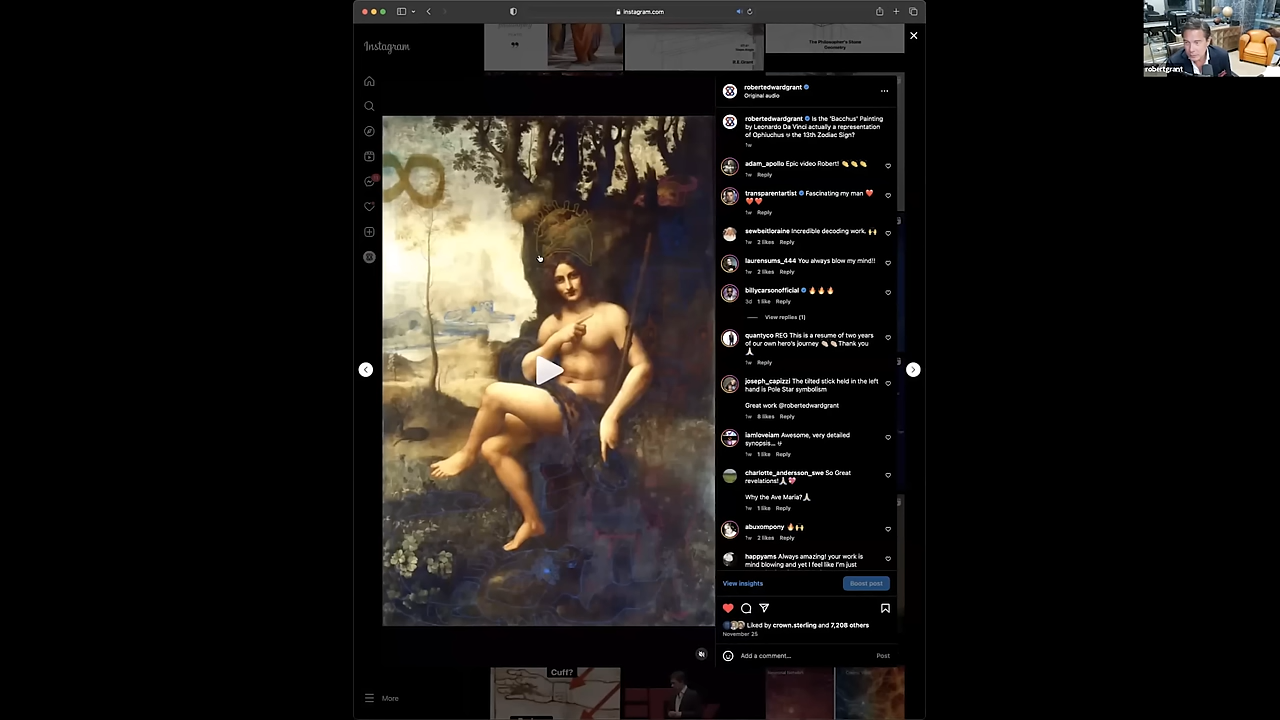 instagram.com
Instagram
The Philosopher's Stone
Geometry
robertgrant
robertedwardgrant
Original audio
robertedwardgrant Is the 'Bacchus' Painting
by Leonardo Da Vinci actually a representation
of Ophiuchus ⛎ the 13th Zodiac Sign?
1w
adam_apollo Epic video Robert! 👏👏👏
1w Reply
transparentartist Fascinating my man ❤️
❤️❤️
1w Reply
sewbeitloraine Incredible decoding work. 🙌
1w 2 likes Reply
laurensums_444 You always blow my mind!!
1w 2 likes Reply
billycarsonofficial 🔥🔥🔥
3d 1 like Reply
View replies (1)
quantyco REG This is a resume of two years
of our own hero's journey 👏👏Thank you
🙏
1w Reply
joseph_capizzi The tilted stick held in the left
hand is Pole Star symbolism
Great work @robertedwardgrant
1w 8 likes Reply
iamloveiam Awesome, very detailed
synopsis... ⛎
1w 1 like Reply
charlotte_andersson_swe So Great
revelations!🙏💖
Why the Ave Maria?🙏
1w 1 like Reply
abuxompony 🔥🙌
1w 2 likes Reply
happyams Always amazing! your work is
mind blowing and yet I feel like I'm just
View insights
Boost post
Liked by crown.sterling and 7,208 others
November 25
Add a comment...
Post
Cuff?
More